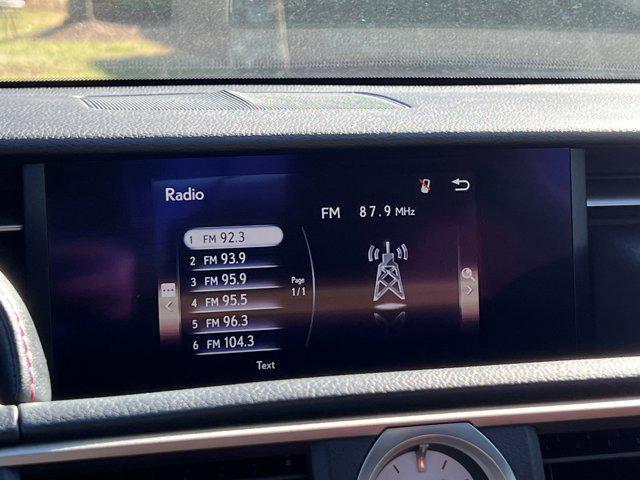 Radio
FM 87.9 MHz
1 FM 92.3
2 FM 93.9
3 FM 95.9
4 FM 95.5
5 FM 96.3
6 FM 104.3
Page
1/1
Text